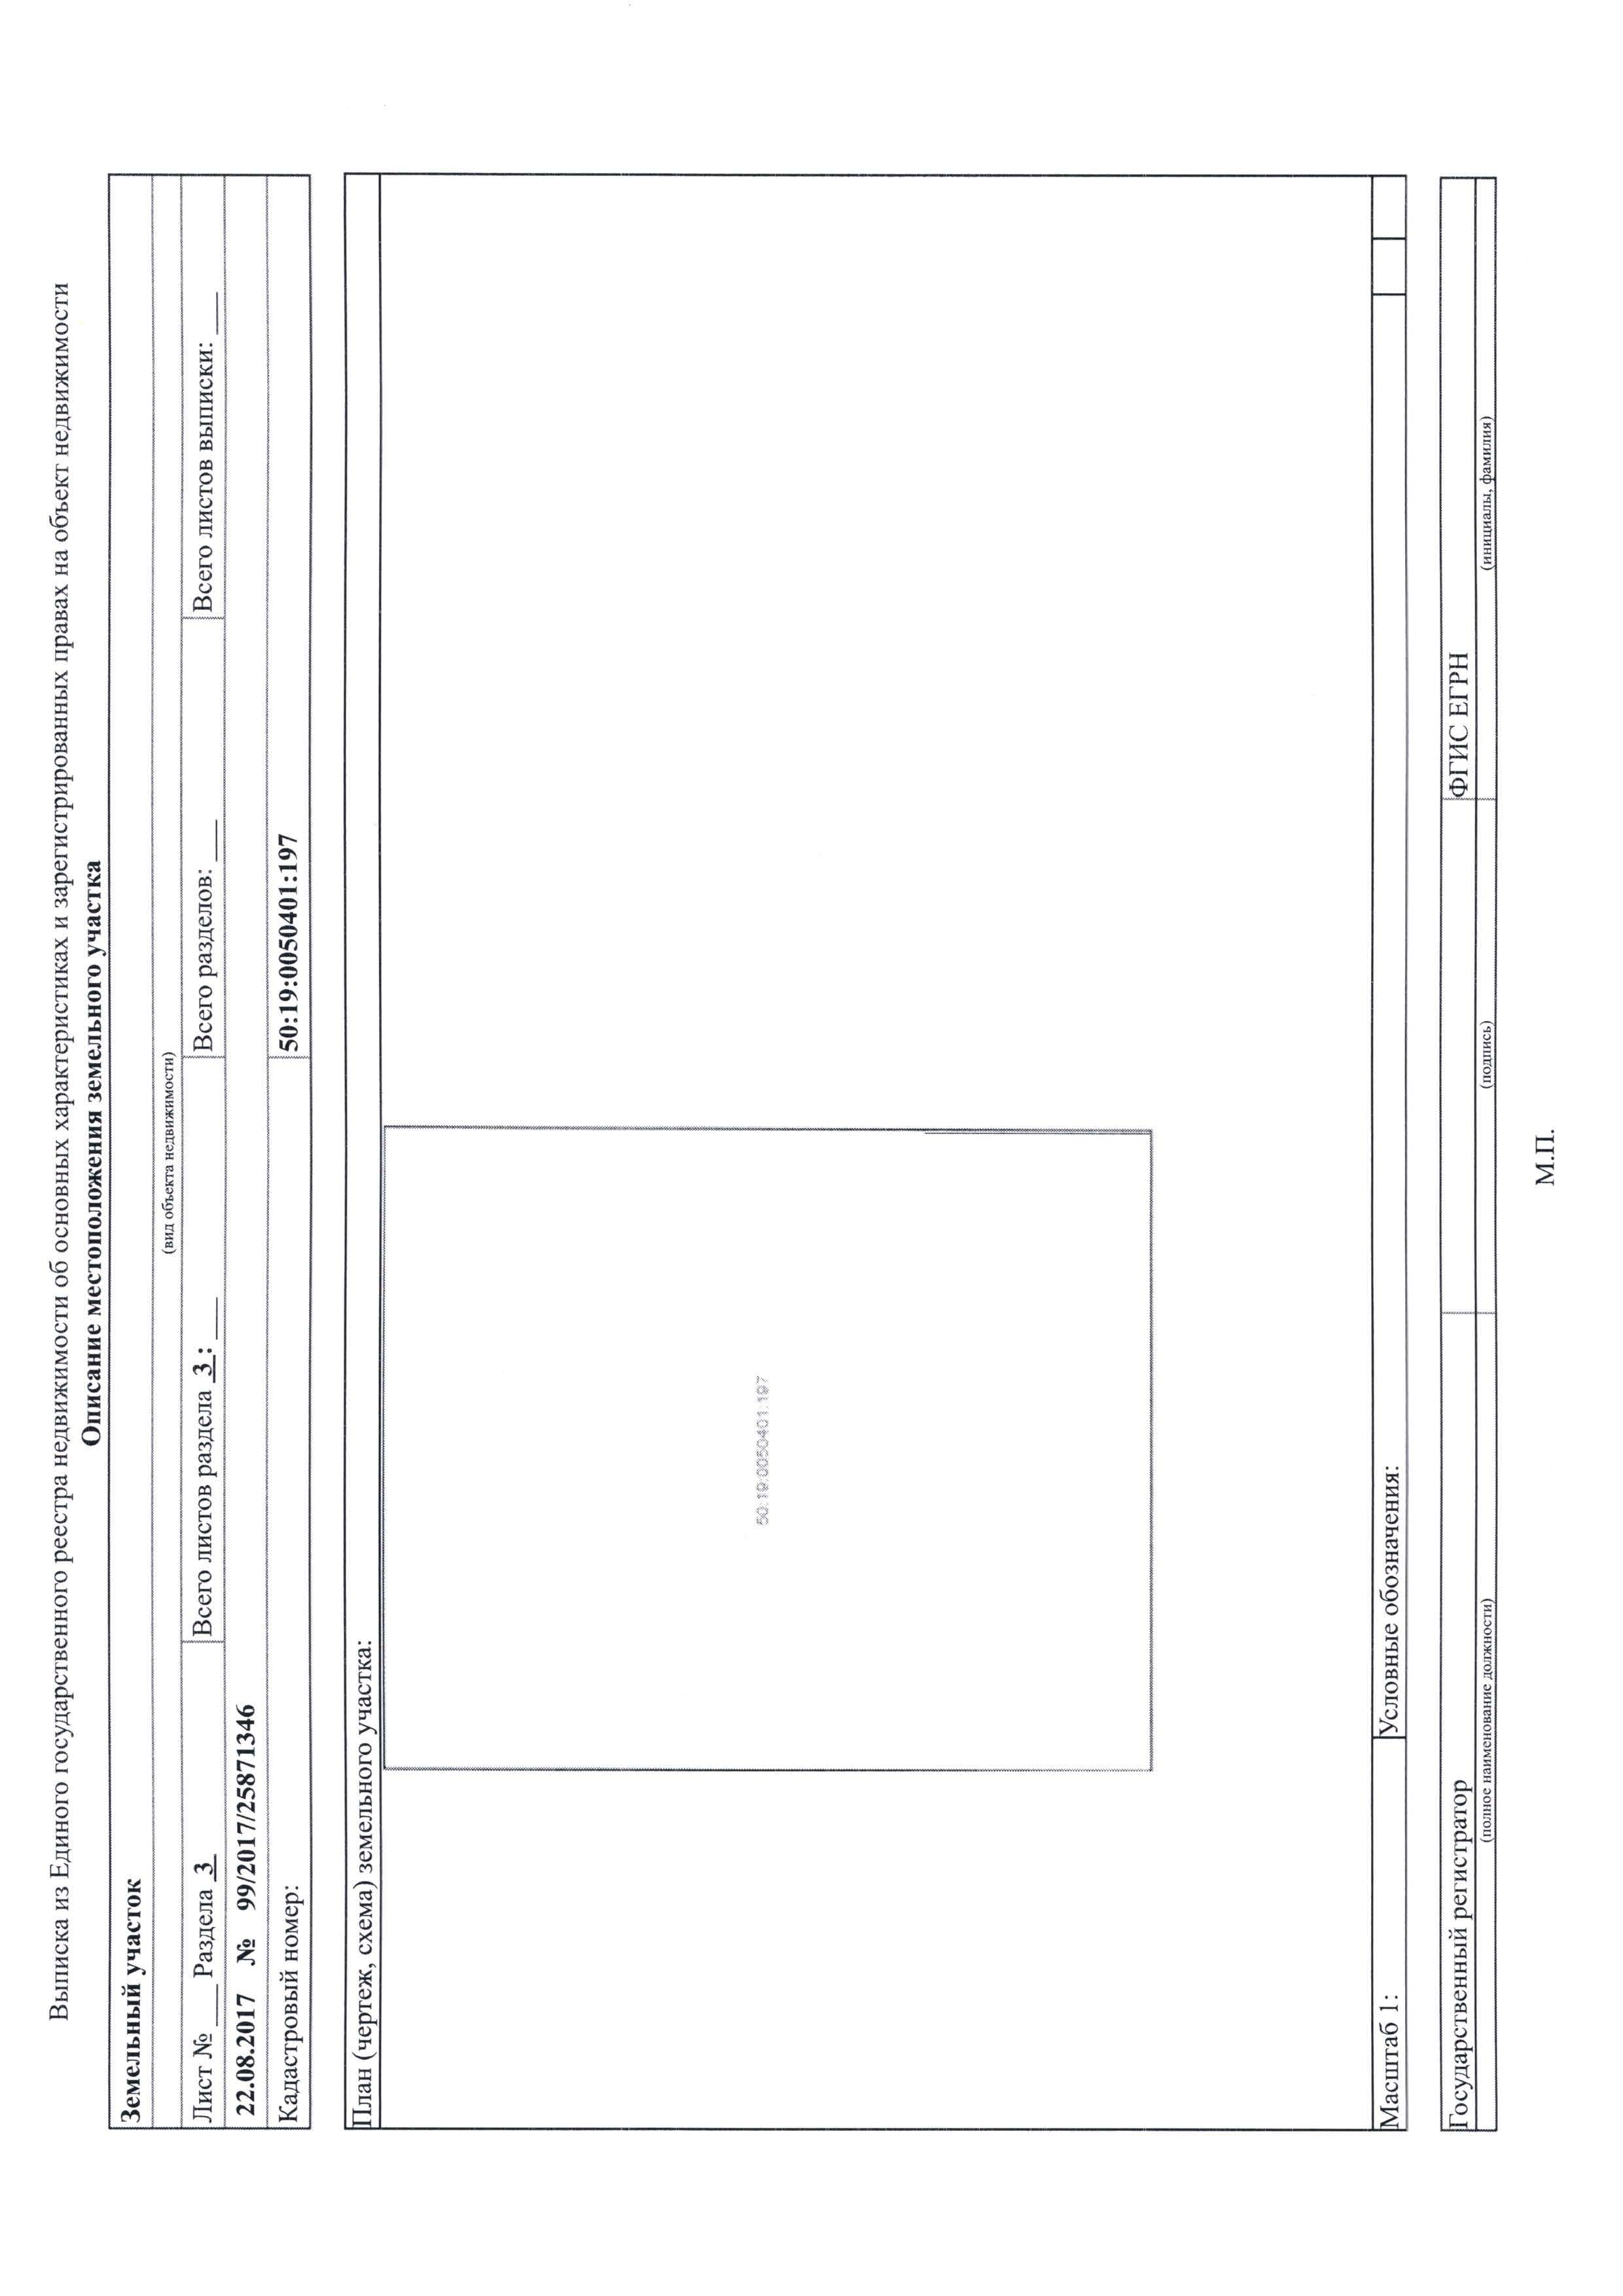 Выписка из Единого государственного реестра недвижимости об основных характеристиках и зарегистрированных правах на объект недвижимости
Описание местоположения земельного участка
Земельный участок
(вид объекта недвижимости)
Лист № ___ Раздела 3 Всего листов раздела 3 : ___ Всего разделов: ___ Всего листов выписки: ___
22.08.2017 № 99/2017/25871346
Кадастровый номер: 50:19:0050401:197
План (чертеж, схема) земельного участка:
50:19:0050401:197
Масштаб 1: Условные обозначения:
Государственный регистратор ФГИС ЕГРН
(полное наименование должности) (подпись) (инициалы, фамилия)
М.П.